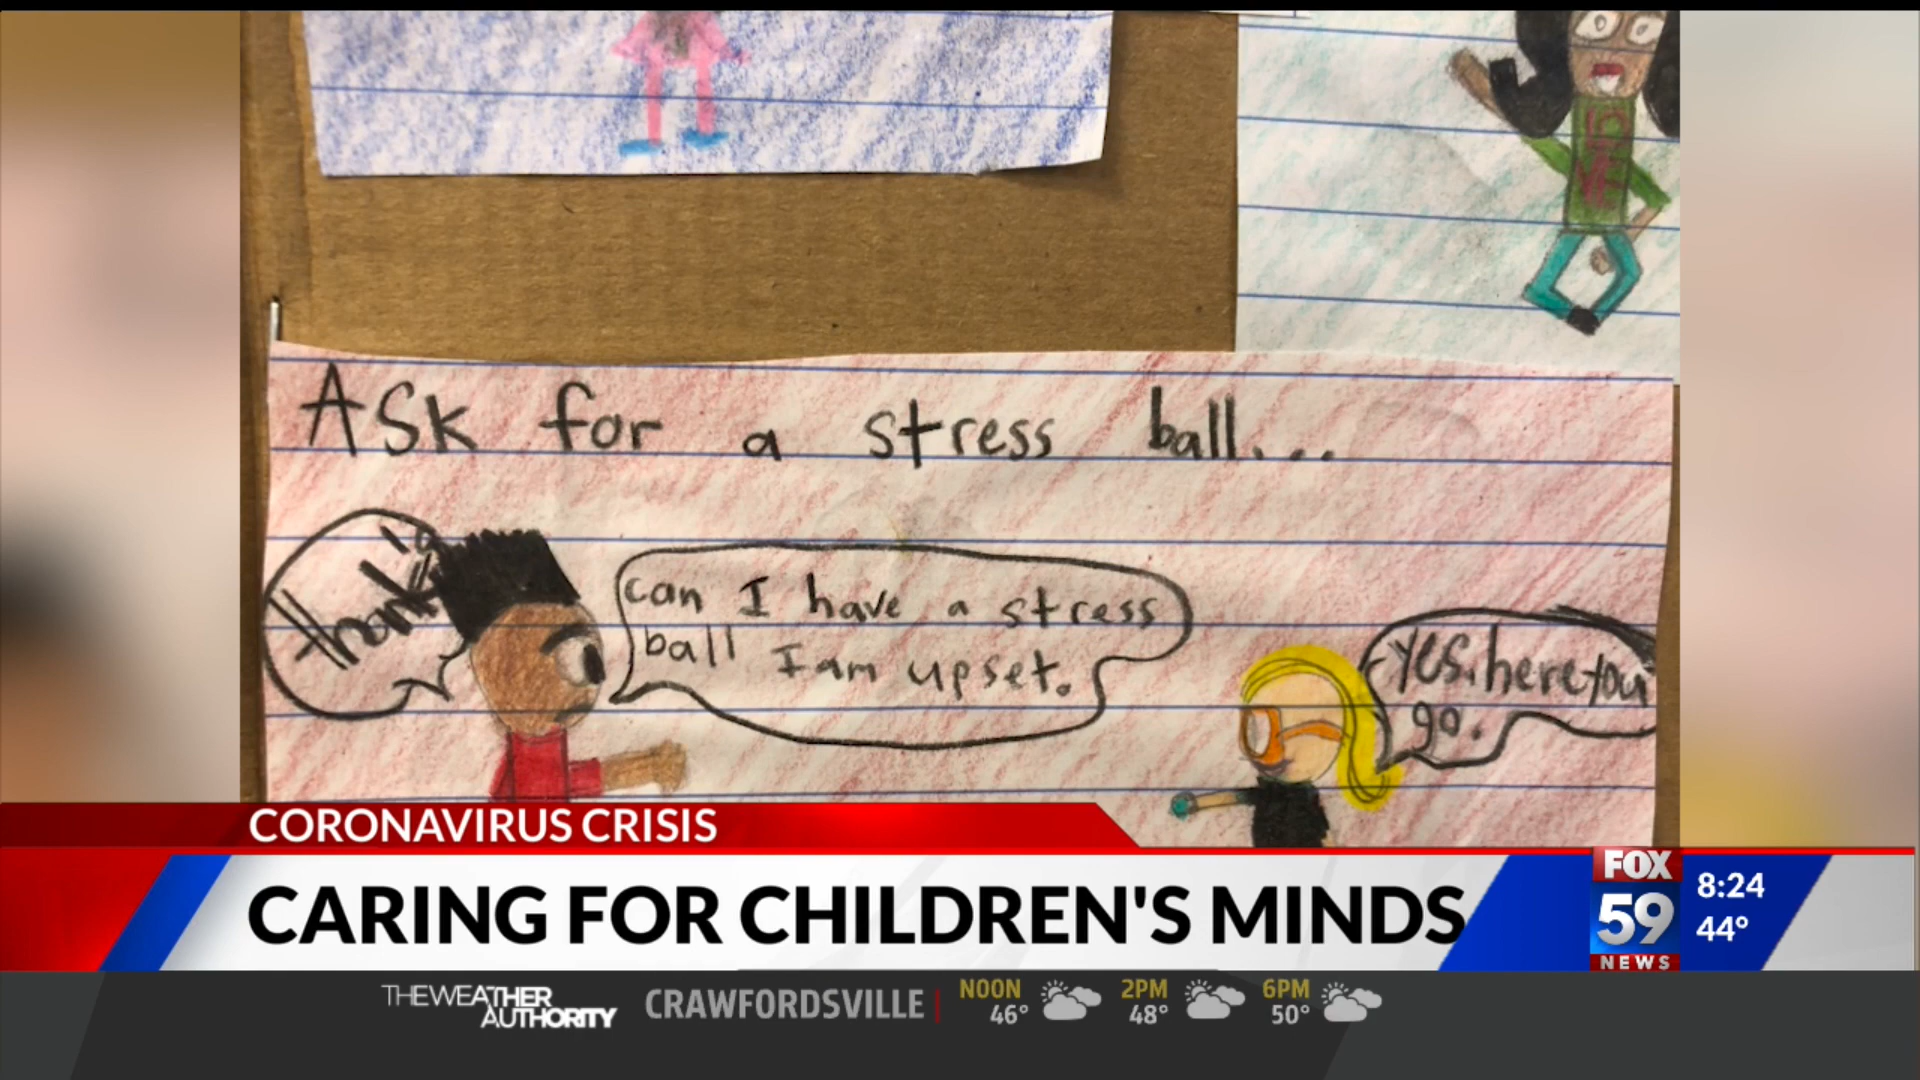 LOVE
Ask for a stress ball...
thanks
can I have a stress
ball I am upset.
Yes, here you
go.
CORONAVIRUS CRISIS
CARING FOR CHILDREN'S MINDS
FOX
59
NEWS
8:24
44°
THE WEATHER
AUTHORITY
CRAWFORDSVILLE
NOON
46°
2PM
48°
6PM
50°